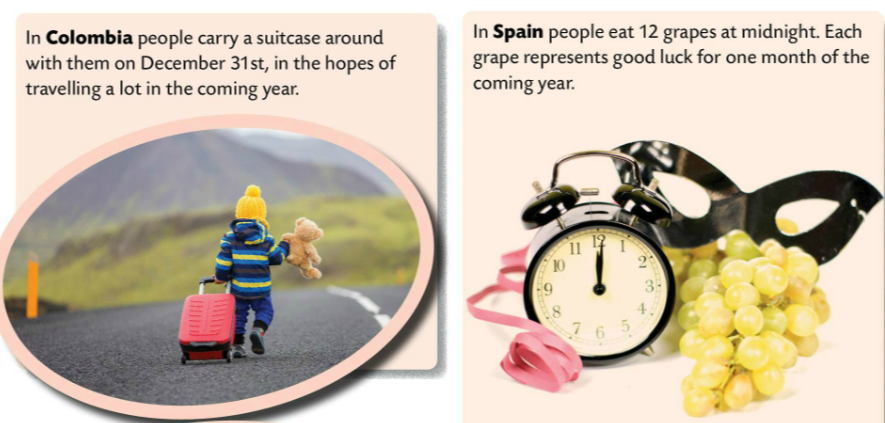 In Colombia people carry a suitcase around
with them on December 31st, in the hopes of
travelling a lot in the coming year.
In Spain people eat 12 grapes at midnight. Each
grape represents good luck for one month of the
coming year.
12
1
2
3
4
5
6
7
8
9
10
11